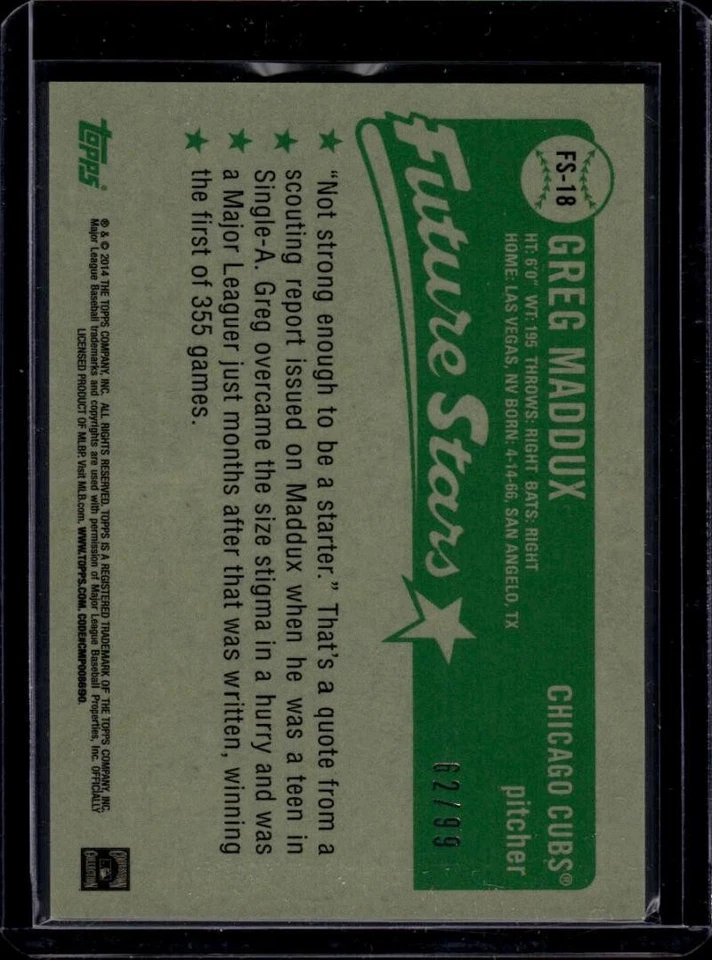 FS-18
GREG MADDUX
CHICAGO CUBS®
HT: 6'0" WT: 195 THROWS: RIGHT BATS: RIGHT
pitcher
HOME: LAS VEGAS, NV BORN: 4-14-66, SAN ANGELO, TX
Future Stars
62/99
"Not strong enough to be a starter." That's a quote from a
scouting report issued on Maddux when he was a teen in
Single-A. Greg overcame the size stigma in a hurry and was
a Major Leaguer just months after that was written, winning
the first of 355 games.
Topps
® & © 2014 THE TOPPS COMPANY, INC. ALL RIGHTS RESERVED. TOPPS IS A REGISTERED TRADEMARK OF THE TOPPS COMPANY, INC.
Major League Baseball trademarks and copyrights are used with permission of Major League Baseball Properties, Inc. OFFICIALLY
LICENSED PRODUCT OF MLBP. Visit MLB.com. WWW.TOPPS.COM. CODE#CMP008690.
COOPERSTOWN
COLLECTION